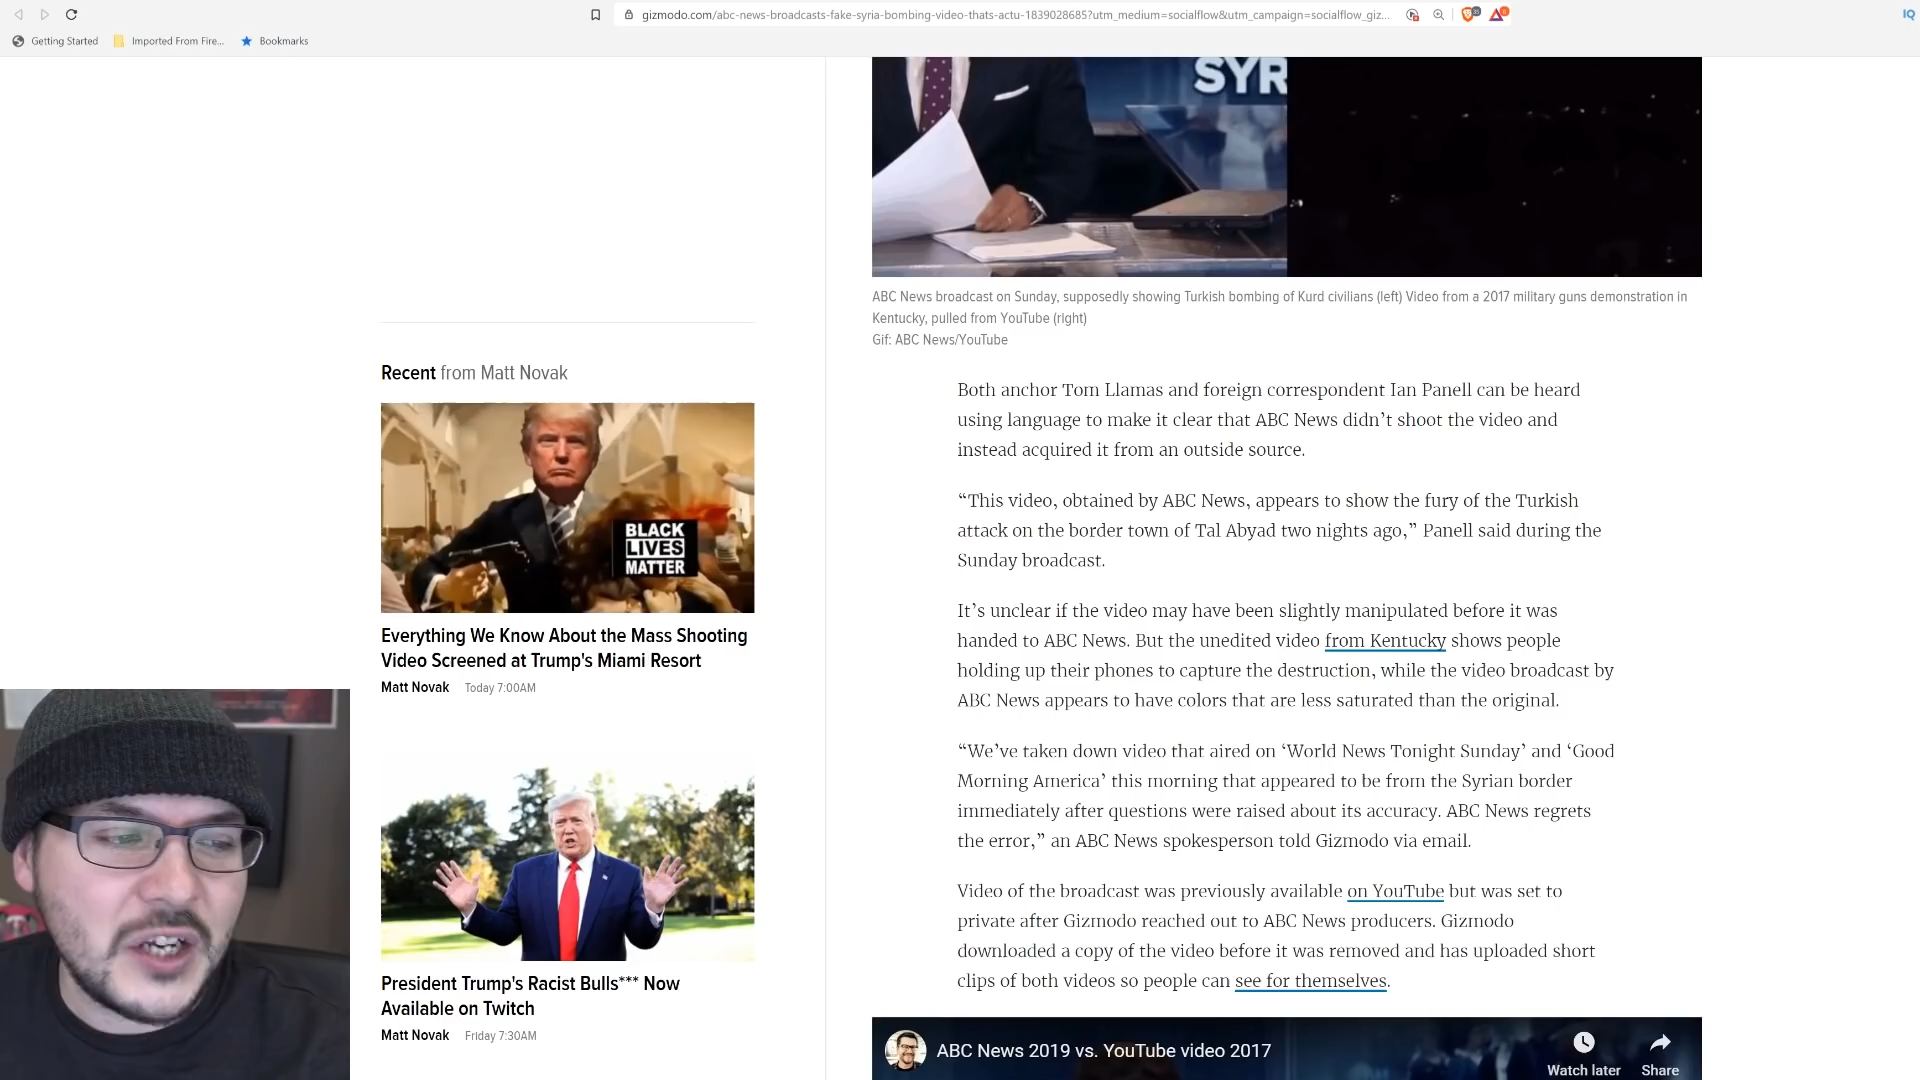 gizmodo.com/abc-news-broadcasts-fake-syria-bombing-video-thats-actu-1839028685?utm_medium=socialflow&utm_campaign=socialflow_giz...
IQ
Getting Started
Imported From Fire...
Bookmarks
SYR
ABC News broadcast on Sunday, supposedly showing Turkish bombing of Kurd civilians (left) Video from a 2017 military guns demonstration in
Kentucky, pulled from YouTube (right)
Gif: ABC News/YouTube
Recent from Matt Novak
BLACK
LIVES
MATTER
Everything We Know About the Mass Shooting
Video Screened at Trump's Miami Resort
Matt Novak Today 7:00AM
President Trump's Racist Bulls*** Now
Available on Twitch
Matt Novak Friday 7:30AM
Both anchor Tom Llamas and foreign correspondent Ian Panell can be heard
using language to make it clear that ABC News didn’t shoot the video and
instead acquired it from an outside source.
“This video, obtained by ABC News, appears to show the fury of the Turkish
attack on the border town of Tal Abyad two nights ago,” Panell said during the
Sunday broadcast.
It’s unclear if the video may have been slightly manipulated before it was
handed to ABC News. But the unedited video from Kentucky shows people
holding up their phones to capture the destruction, while the video broadcast by
ABC News appears to have colors that are less saturated than the original.
“We’ve taken down video that aired on ‘World News Tonight Sunday’ and ‘Good
Morning America’ this morning that appeared to be from the Syrian border
immediately after questions were raised about its accuracy. ABC News regrets
the error,” an ABC News spokesperson told Gizmodo via email.
Video of the broadcast was previously available on YouTube but was set to
private after Gizmodo reached out to ABC News producers. Gizmodo
downloaded a copy of the video before it was removed and has uploaded short
clips of both videos so people can see for themselves.
ABC News 2019 vs. YouTube video 2017
Watch later
Share